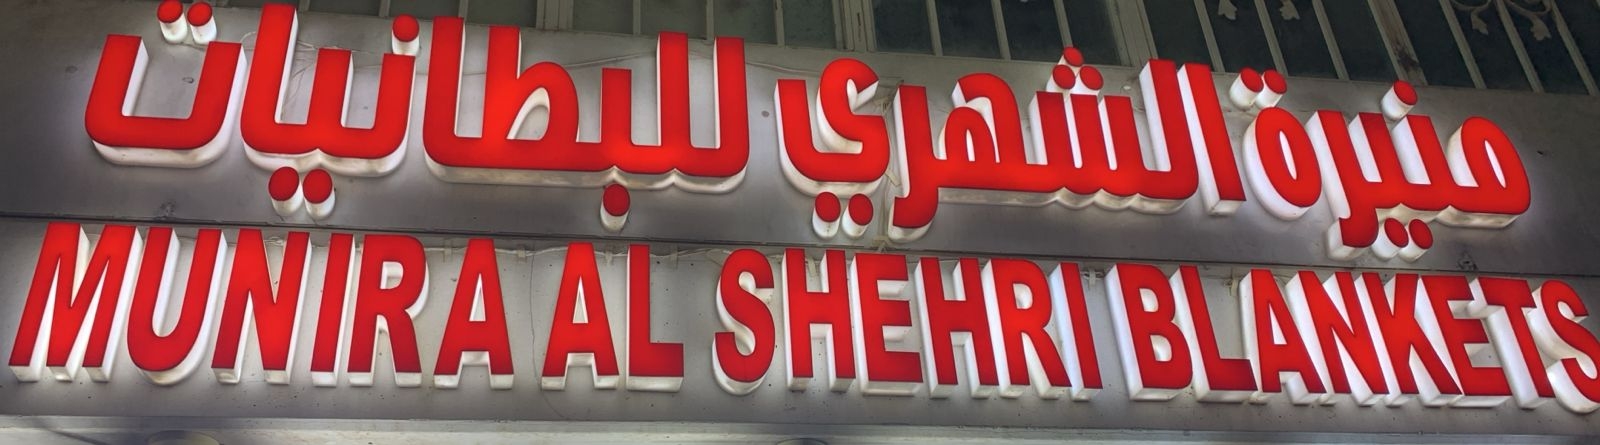 منيرة الشهري للبطانيات
MUNIRA AL SHEHRI BLANKETS